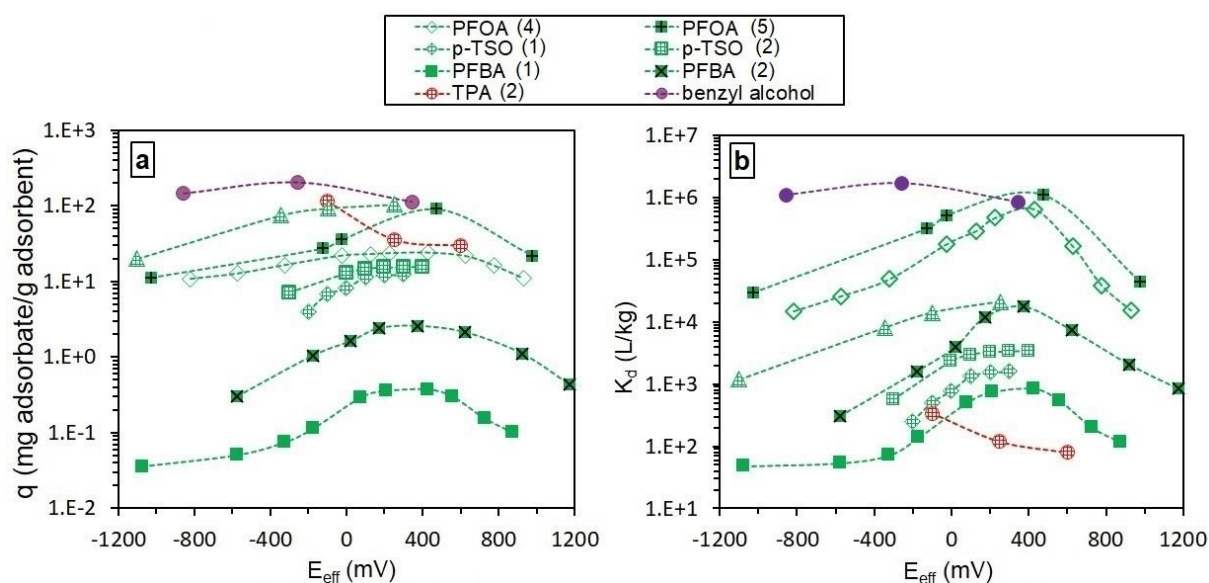 PFOA (4) PFOA (5)
p-TSO (1) p-TSO (2)
PFBA (1) PFBA (2)
TPA (2) benzyl alcohol
a
q (mg adsorbate/g adsorbent)
1.E+3
1.E+2
1.E+1
1.E+0
1.E-1
1.E-2
-1200 -800 -400 0 400 800 1200
E_eff (mV)
b
K_d (L/kg)
1.E+7
1.E+6
1.E+5
1.E+4
1.E+3
1.E+2
1.E+1
-1200 -800 -400 0 400 800 1200
E_eff (mV)